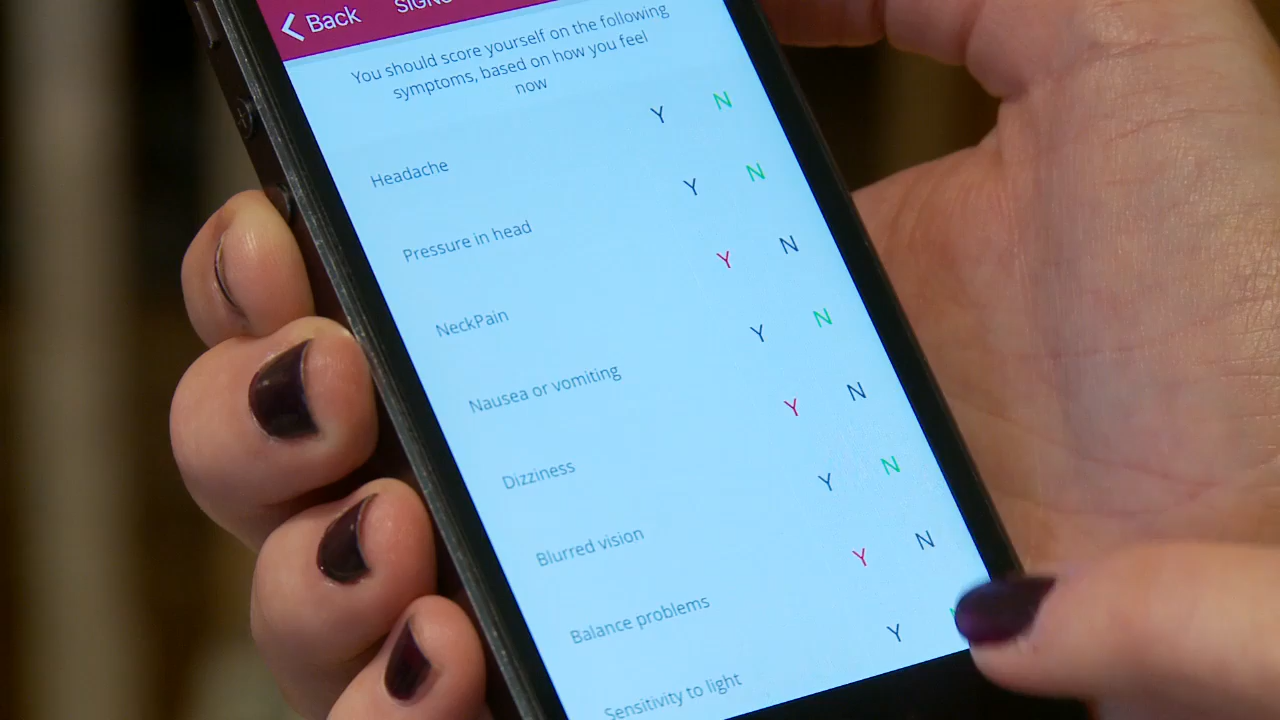 Back SIGNS
You should score yourself on the following
symptoms, based on how you feel
now
Headache Y N
Pressure in head Y N
NeckPain Y N
Nausea or vomiting Y N
Dizziness Y N
Blurred vision Y N
Balance problems Y N
Sensitivity to light Y